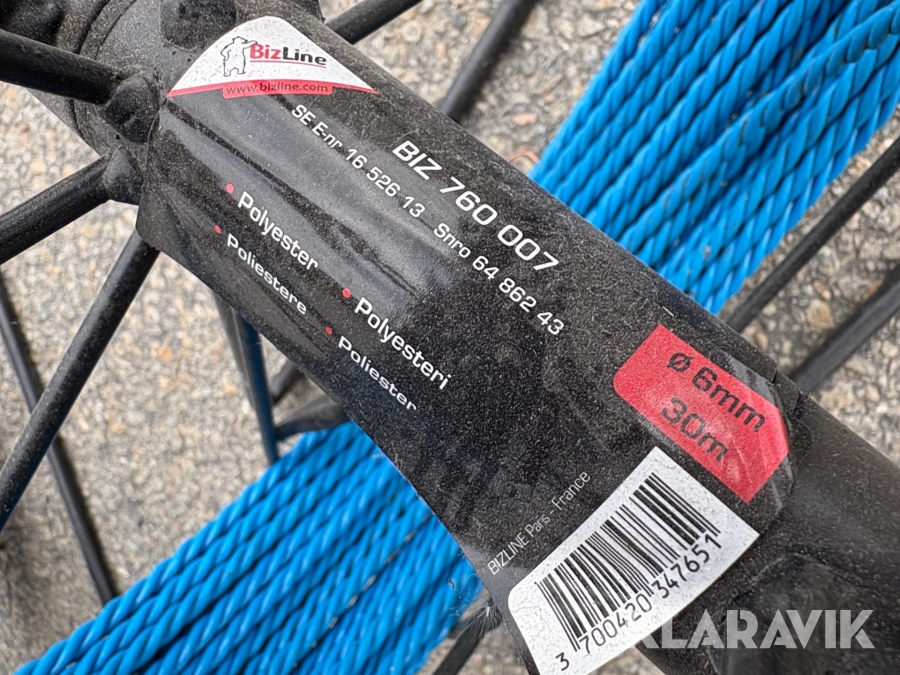 BizLine
www.bizline.com
BIZ 760 007
SE E-nr 16 526 13 Snro 64 862 43
• Polyester • Polyesteri
• Poliestere • Poliester
ø 6mm
30m
BIZLINE Paris - France
3 700420 347651
KLARAVIK